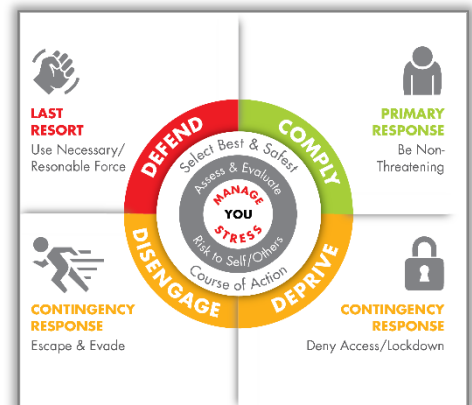 LAST
RESORT
Use Necessary/
Resonable Force
PRIMARY
RESPONSE
Be Non-
Threatening
DEFEND
COMPLY
Select Best & Safest
Assess & Evaluate
MANAGE
YOU
STRESS
Risk to Self/Others
Course of Action
DISENGAGE
DEPRIVE
CONTINGENCY
RESPONSE
Escape & Evade
CONTINGENCY
RESPONSE
Deny Access/Lockdown